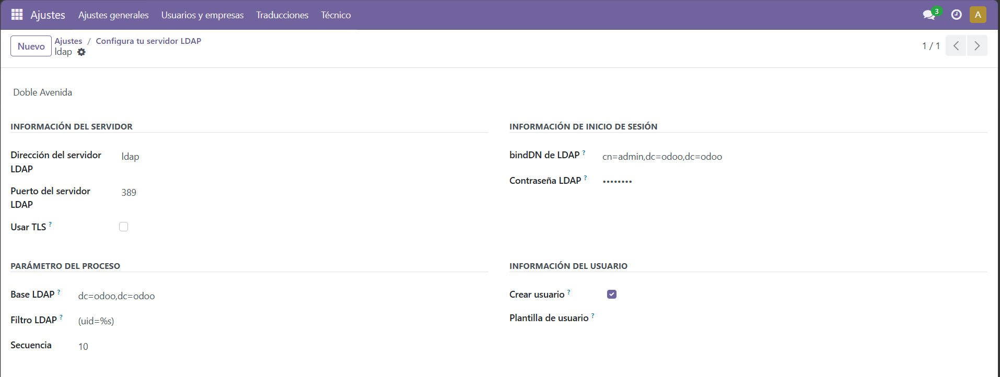 Ajustes Ajustes generales Usuarios y empresas Traducciones Técnico 3 A
Nuevo Ajustes / Configura tu servidor LDAP
ldap
1 / 1
Doble Avenida
INFORMACIÓN DEL SERVIDOR
Dirección del servidor LDAP ldap
Puerto del servidor LDAP 389
Usar TLS ?
INFORMACIÓN DE INICIO DE SESIÓN
bindDN de LDAP ? cn=admin,dc=odoo,dc=odoo
Contraseña LDAP ? ••••••••
PARÁMETRO DEL PROCESO
Base LDAP ? dc=odoo,dc=odoo
Filtro LDAP ? (uid=%s)
Secuencia 10
INFORMACIÓN DEL USUARIO
Crear usuario ?
Plantilla de usuario ?